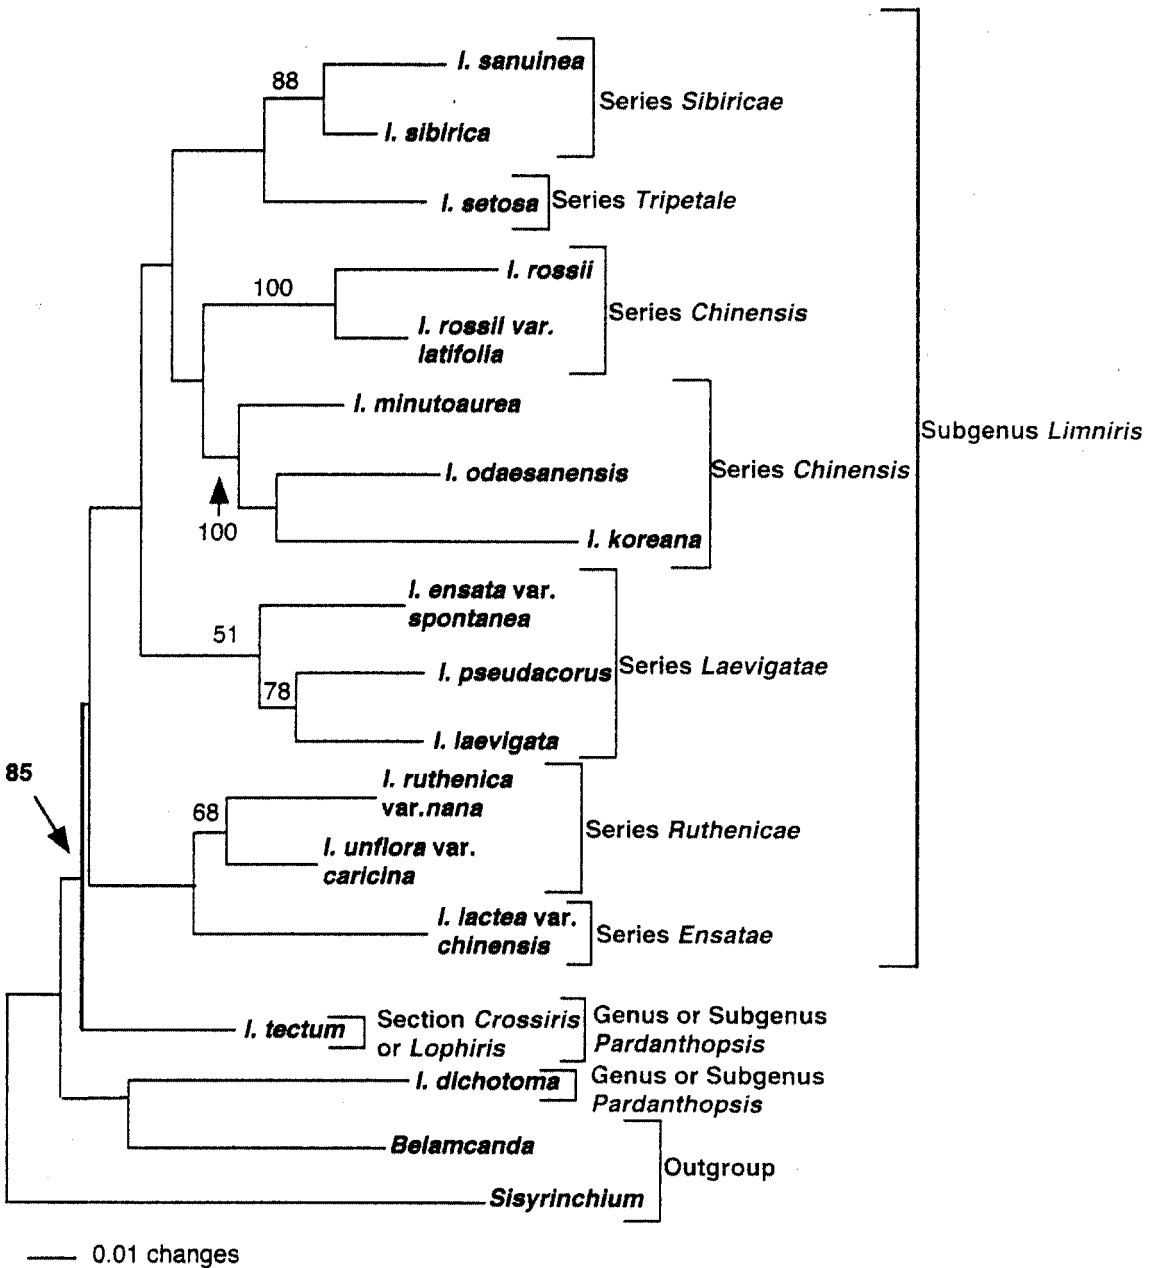 I. sanuinea
88
Series Sibiricae
I. sibirica
I. setosa
Series Tripetale
I. rossii
100
Series Chinensis
I. rossii var.
latifolia
I. minutoaurea
Subgenus Limniris
I. odaesanensis
Series Chinensis
100
I. koreana
I. ensata var.
spontanea
51
I. pseudacorus
Series Laevigatae
78
I. laevigata
85
I. ruthenica
var.nana
68
Series Ruthenicae
I. unflora var.
caricina
I. lactea var.
chinensis
Series Ensatae
I. tectum
Section Crossiris
or Lophiris
Genus or Subgenus
Pardanthopsis
I. dichotoma
Genus or Subgenus
Pardanthopsis
Belamcanda
Outgroup
Sisyrinchium
0.01 changes